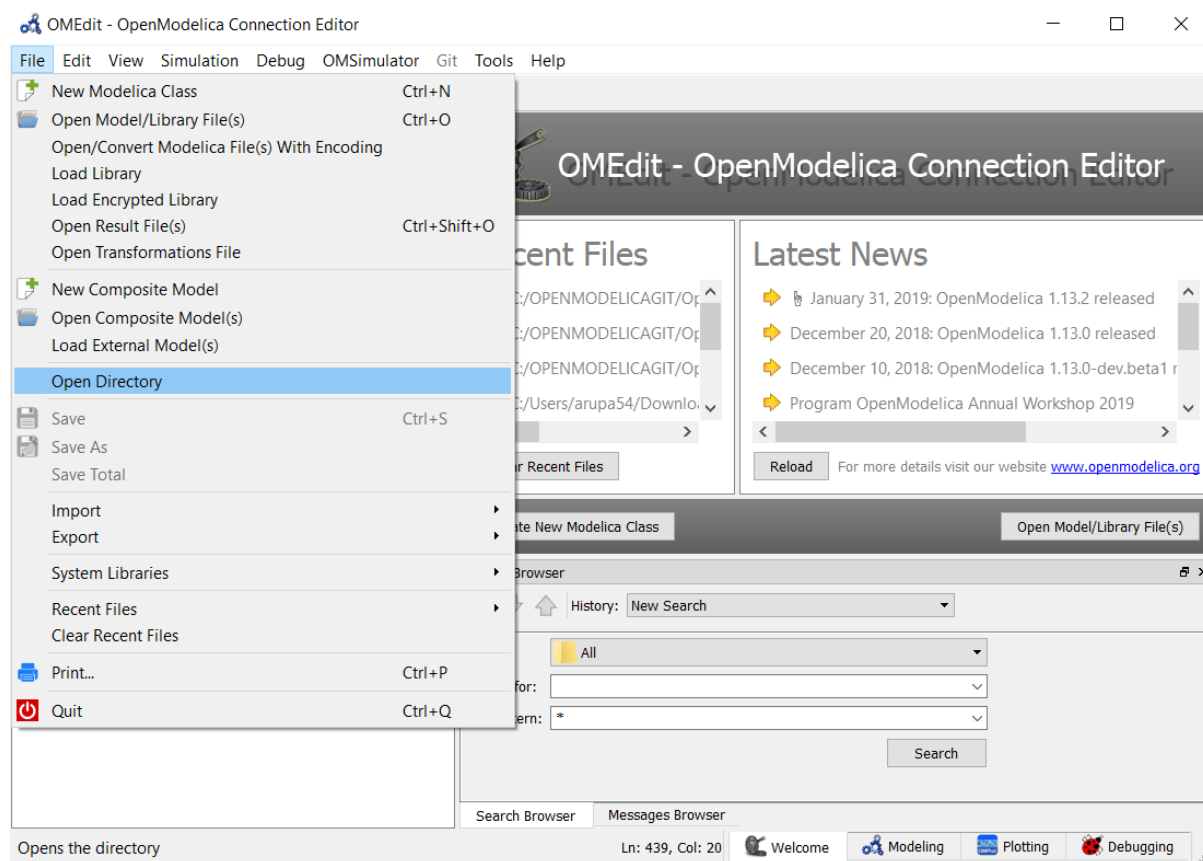 OMEdit - OpenModelica Connection Editor
File Edit View Simulation Debug OMSimulator Git Tools Help
New Modelica Class Ctrl+N
Open Model/Library File(s) Ctrl+O
Open/Convert Modelica File(s) With Encoding
Load Library
Load Encrypted Library
Open Result File(s) Ctrl+Shift+O
Open Transformations File
New Composite Model
Open Composite Model(s)
Load External Model(s)
Open Directory
Save Ctrl+S
Save As
Save Total
Import
Export
System Libraries
Recent Files
Clear Recent Files
Print... Ctrl+P
Quit Ctrl+Q
OMEdit - OpenModelica Connection Editor
cent Files
:/OPENMODELICAGIT/Op
:/OPENMODELICAGIT/Op
:/OPENMODELICAGIT/Op
:/Users/arupa54/Downlo
r Recent Files
Latest News
January 31, 2019: OpenModelica 1.13.2 released
December 20, 2018: OpenModelica 1.13.0 released
December 10, 2018: OpenModelica 1.13.0-dev.beta1 r
Program OpenModelica Annual Workshop 2019
Reload For more details visit our website www.openmodelica.org
ate New Modelica Class Open Model/Library File(s)
Browser
History: New Search
All
for:
ern: *
Search
Search Browser Messages Browser
Opens the directory Ln: 439, Col: 20 Welcome Modeling Plotting Debugging